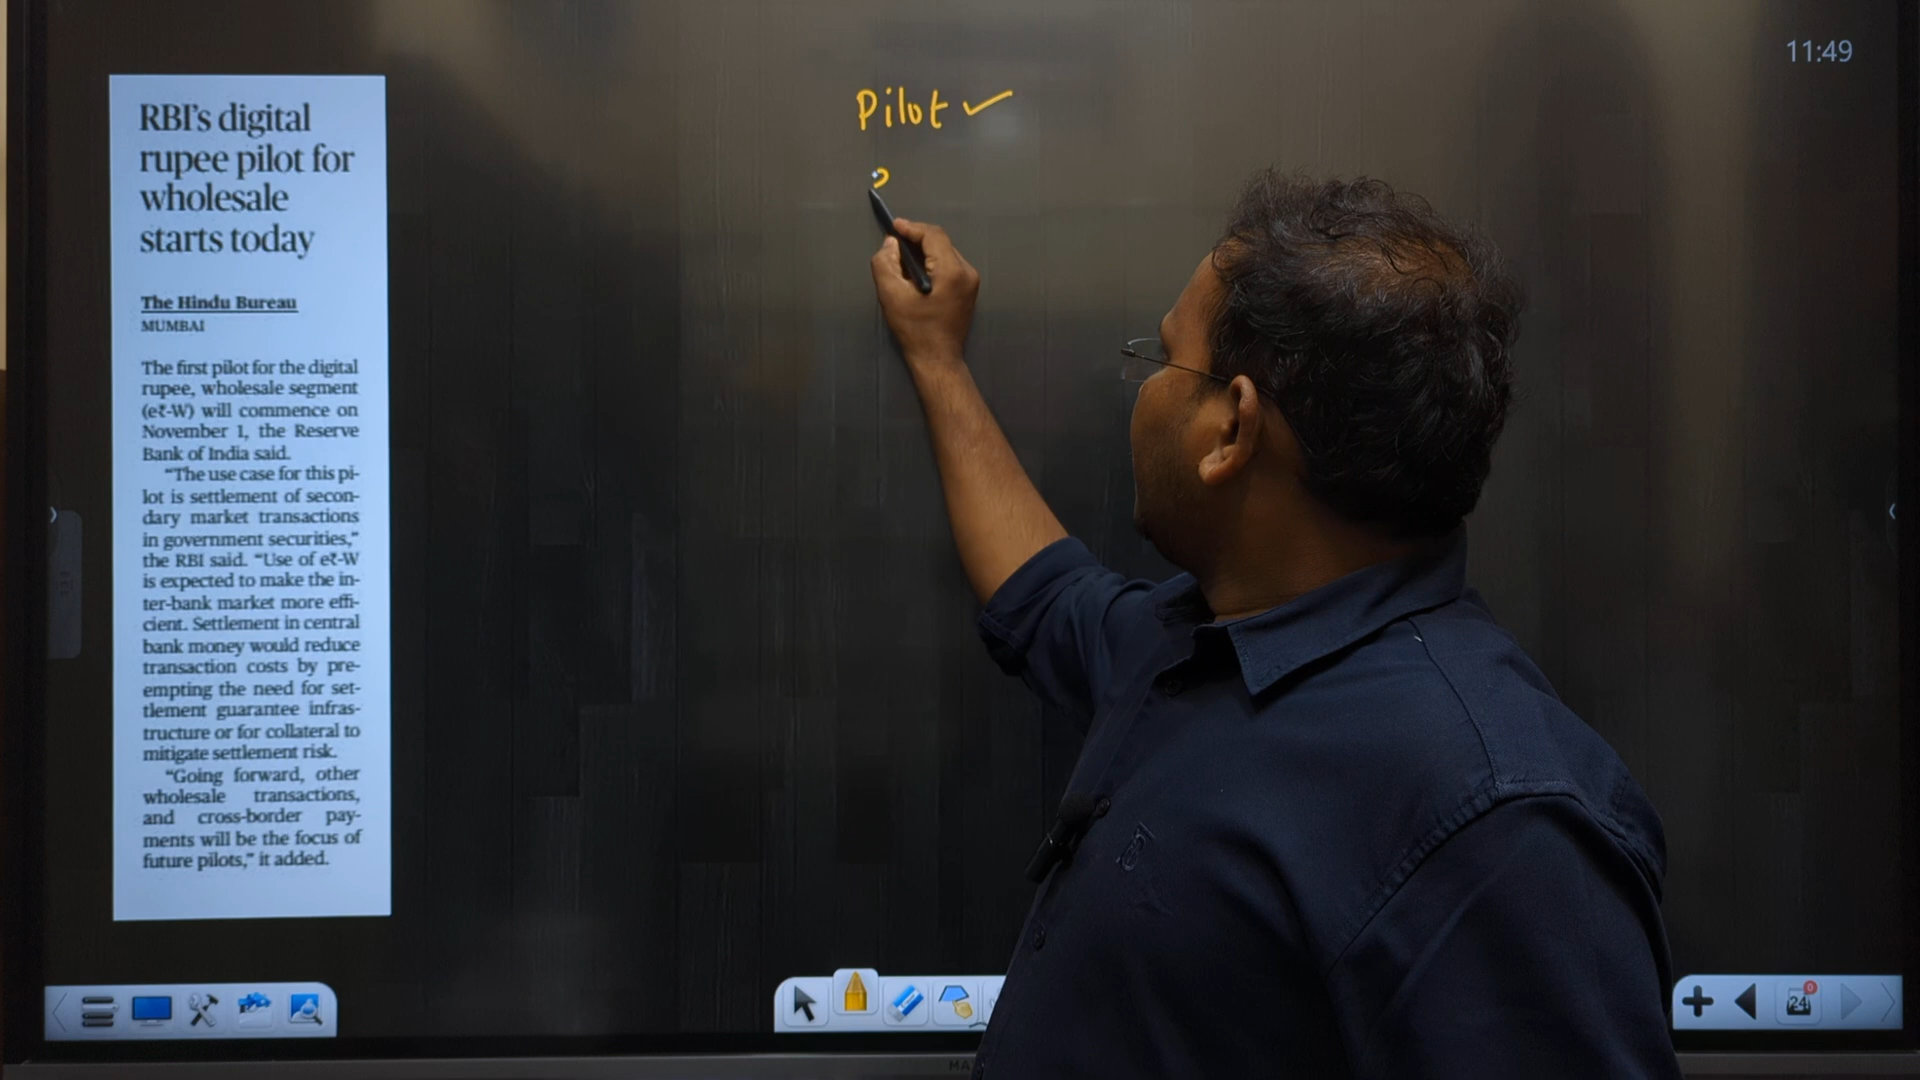 11:49
Pilot ✓
RBI's digital
rupee pilot for
wholesale
starts today
The Hindu Bureau
MUMBAI
The first pilot for the digital
rupee, wholesale segment
(e₹-W) will commence on
November 1, the Reserve
Bank of India said.
"The use case for this pi-
lot is settlement of secon-
dary market transactions
in government securities,"
the RBI said. "Use of e₹-W
is expected to make the in-
ter-bank market more effi-
cient. Settlement in central
bank money would reduce
transaction costs by pre-
empting the need for set-
tlement guarantee infras-
tructure or for collateral to
mitigate settlement risk.
"Going forward, other
wholesale transactions,
and cross-border pay-
ments will be the focus of
future pilots," it added.
24
0